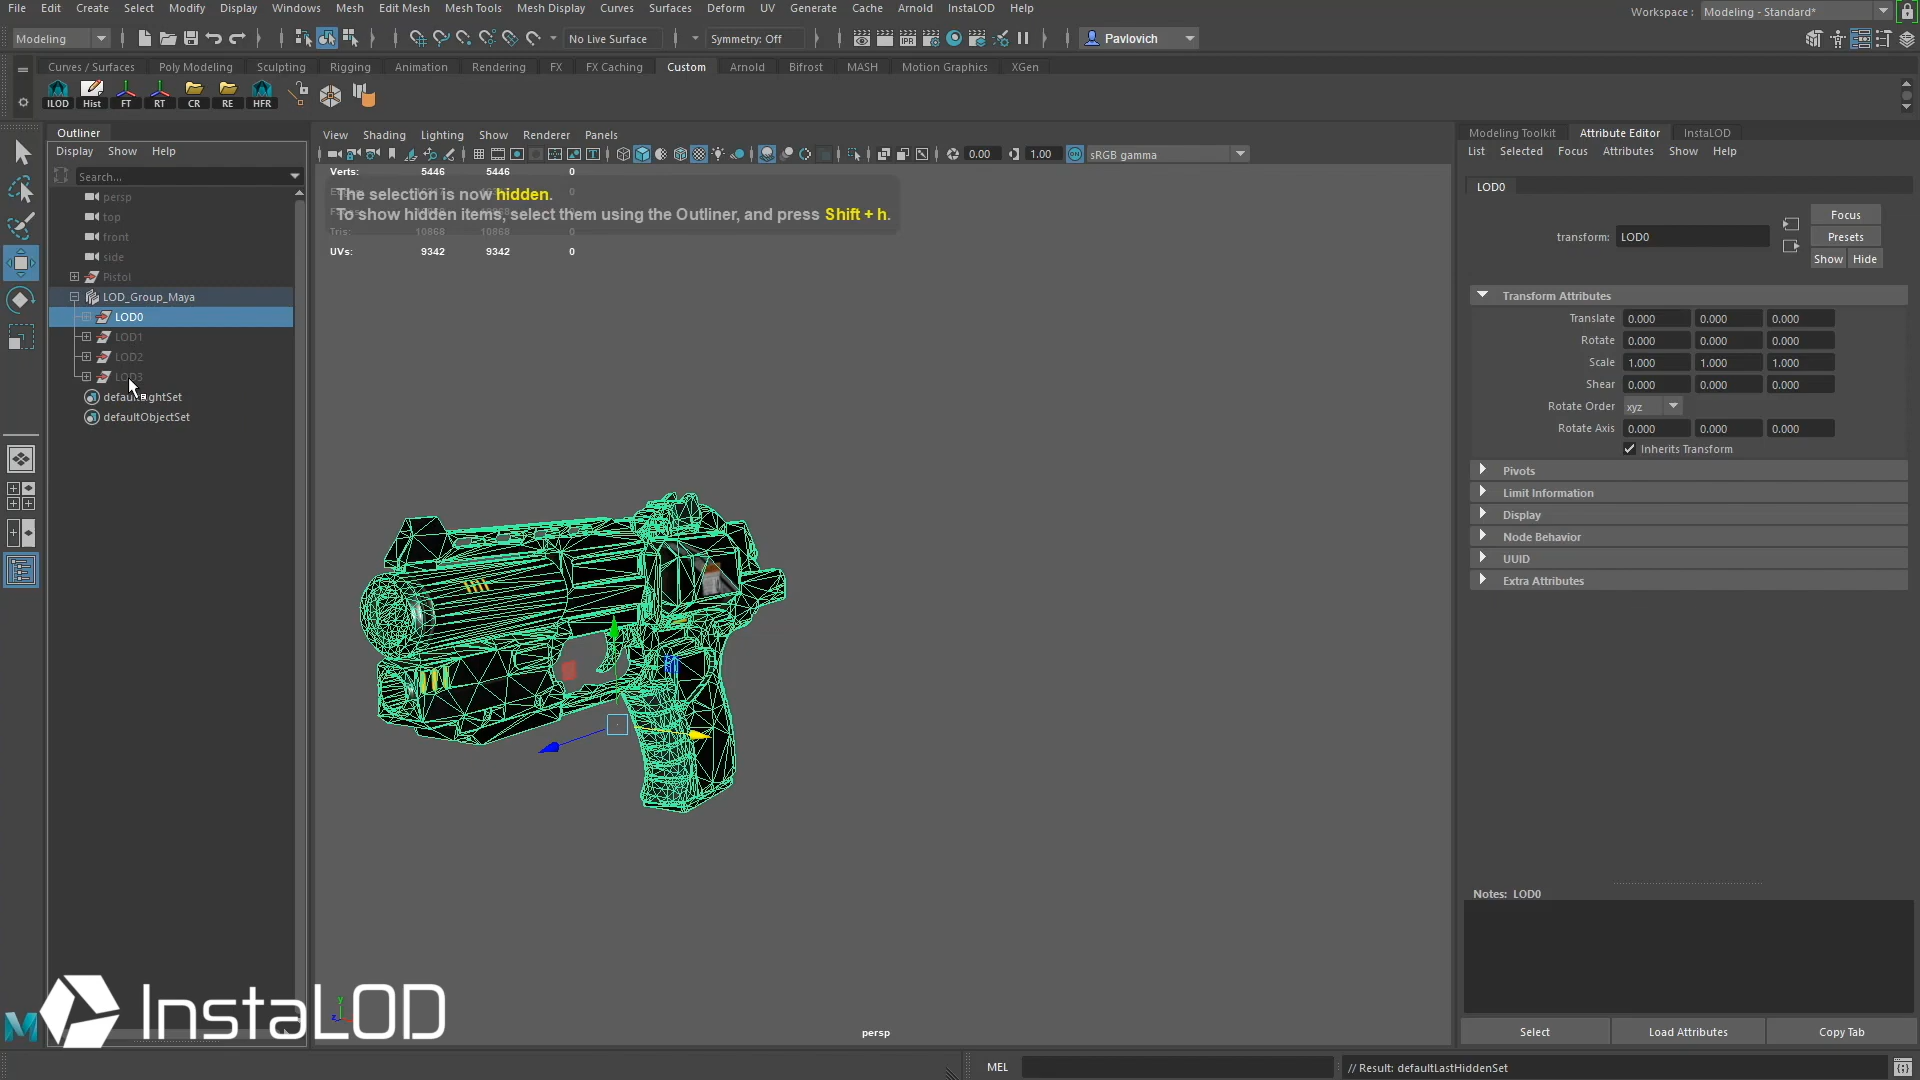 File Edit Create Select Modify Display Windows Mesh Edit Mesh Mesh Tools Mesh Display Curves Surfaces Deform UV Generate Cache Arnold InstaLOD Help
Workspace : Modeling - Standard*
Modeling No Live Surface Symmetry: Off Pavlovich
Curves / Surfaces Poly Modeling Sculpting Rigging Animation Rendering FX FX Caching Custom Arnold Bifrost MASH Motion Graphics XGen
ILOD Hist FT RT CR RE HFR
Outliner
Display Show Help
Search...
persp
top
front
side
Pistol
LOD_Group_Maya
LOD0
LOD1
LOD2
LOD3
defaultObjectSet
View Shading Lighting Show Renderer Panels
0.00 1.00 ON sRGB gamma
Verts: 5446 5446 0
The selection is now hidden.
To show hidden items, select them using the Outliner, and press Shift + h.
Tris: 10868 10868 0
UVs: 9342 9342 0
persp
Modeling Toolkit Attribute Editor InstaLOD
List Selected Focus Attributes Show Help
LOD0
transform: LOD0
Focus
Presets
Show Hide
Transform Attributes
Translate 0.000 0.000 0.000
Rotate 0.000 0.000 0.000
Scale 1.000 1.000 1.000
Shear 0.000 0.000 0.000
Rotate Order xyz
Rotate Axis 0.000 0.000 0.000
Inherits Transform
Pivots
Limit Information
Display
Node Behavior
UUID
Extra Attributes
Notes: LOD0
Select Load Attributes Copy Tab
InstaLOD
MEL // Result: defaultLastHiddenSet